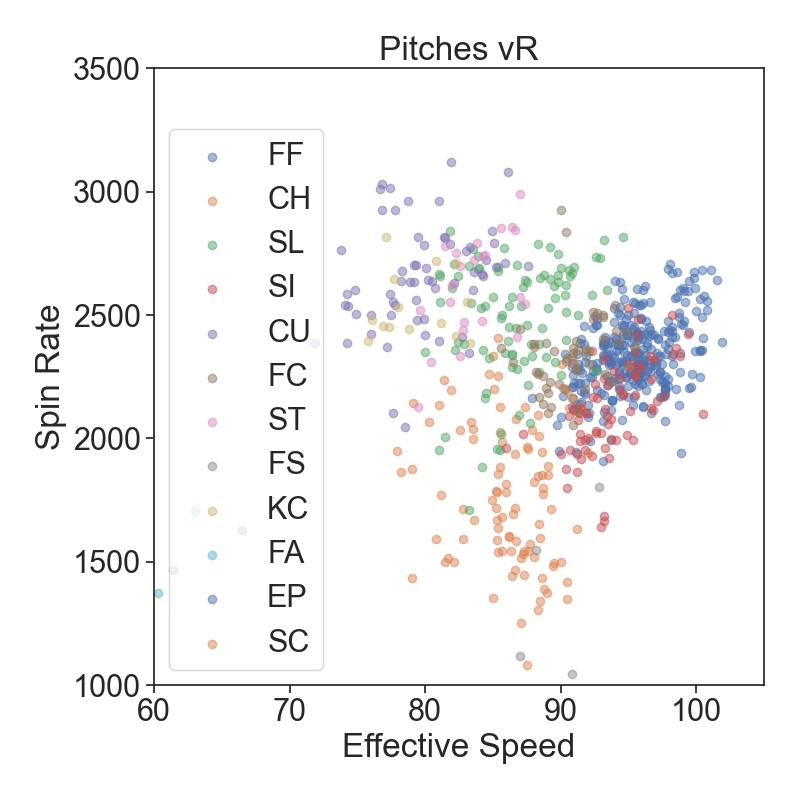 Pitches vR
3500
3000
2500
2000
1500
1000
Spin Rate
FF
CH
SL
SI
CU
FC
ST
FS
KC
FA
EP
SC
60 70 80 90 100
Effective Speed